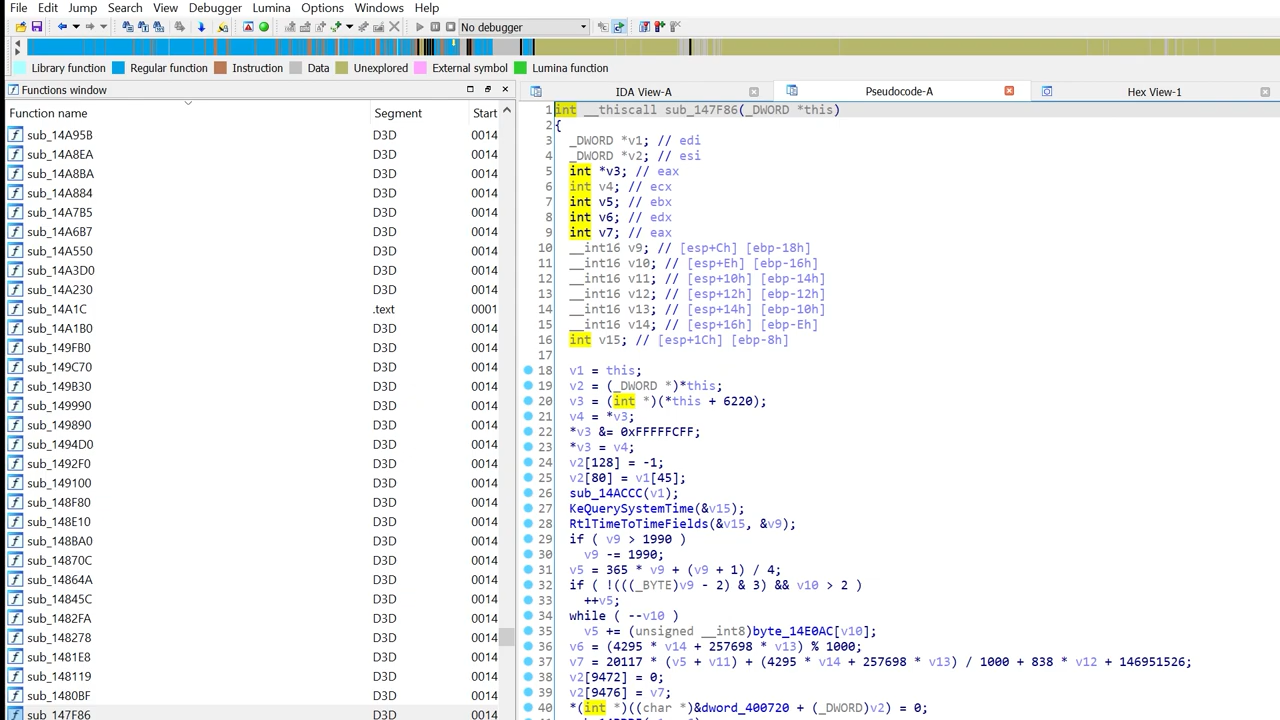 File Edit Jump Search View Debugger Lumina Options Windows Help
No debugger
Library function Regular function Instruction Data Unexplored External symbol Lumina function
Functions window
IDA View-A
Pseudocode-A
Hex View-1
Function name Segment Start
sub_14A95B D3D 0014
sub_14A8EA D3D 0014
sub_14A8BA D3D 0014
sub_14A884 D3D 0014
sub_14A7B5 D3D 0014
sub_14A6B7 D3D 0014
sub_14A550 D3D 0014
sub_14A3D0 D3D 0014
sub_14A230 D3D 0014
sub_14A1C .text 0001
sub_14A1B0 D3D 0014
sub_149FB0 D3D 0014
sub_149C70 D3D 0014
sub_149B30 D3D 0014
sub_149990 D3D 0014
sub_149890 D3D 0014
sub_1494D0 D3D 0014
sub_1492F0 D3D 0014
sub_149100 D3D 0014
sub_148F80 D3D 0014
sub_148E10 D3D 0014
sub_148BA0 D3D 0014
sub_14870C D3D 0014
sub_14864A D3D 0014
sub_14845C D3D 0014
sub_1482FA D3D 0014
sub_148278 D3D 0014
sub_1481E8 D3D 0014
sub_148119 D3D 0014
sub_1480BF D3D 0014
sub_147F86 D3D 0014
1 int __thiscall sub_147F86(_DWORD *this)
2 {
3 _DWORD *v1; // edi
4 _DWORD *v2; // esi
5 int *v3; // eax
6 int v4; // ecx
7 int v5; // ebx
8 int v6; // edx
9 int v7; // eax
10 __int16 v9; // [esp+Ch] [ebp-18h]
11 __int16 v10; // [esp+Eh] [ebp-16h]
12 __int16 v11; // [esp+10h] [ebp-14h]
13 __int16 v12; // [esp+12h] [ebp-12h]
14 __int16 v13; // [esp+14h] [ebp-10h]
15 __int16 v14; // [esp+16h] [ebp-Eh]
16 int v15; // [esp+1Ch] [ebp-8h]
17
18 v1 = this;
19 v2 = (_DWORD *)*this;
20 v3 = (int *)(*this + 6220);
21 v4 = *v3;
22 *v3 &= 0xFFFFFCFF;
23 *v3 = v4;
24 v2[128] = -1;
25 v2[80] = v1[45];
26 sub_14ACCC(v1);
27 KeQuerySystemTime(&v15);
28 RtlTimeToTimeFields(&v15, &v9);
29 if ( v9 > 1990 )
30 v9 -= 1990;
31 v5 = 365 * v9 + (v9 + 1) / 4;
32 if ( !(((_BYTE)v9 - 2) & 3) && v10 > 2 )
33 ++v5;
34 while ( --v10 )
35 v5 += (unsigned __int8)byte_14E0AC[v10];
36 v6 = (4295 * v14 + 257698 * v13) % 1000;
37 v7 = 20117 * (v5 + v11) + (4295 * v14 + 257698 * v13) / 1000 + 838 * v12 + 146951526;
38 v2[9472] = 0;
39 v2[9476] = v7;
40 *(int *)((char *)&dword_400720 + (_DWORD)v2) = 0;